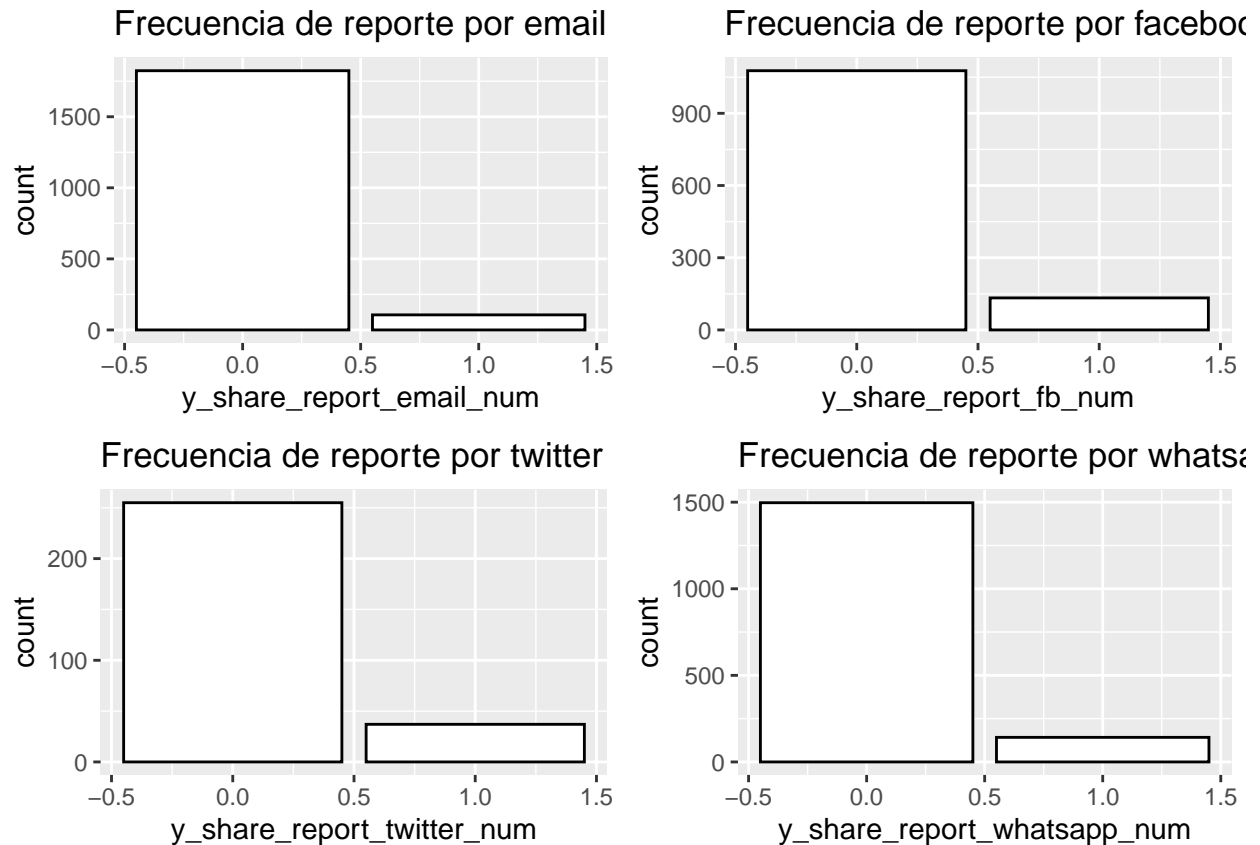 Frecuencia de reporte por email
1500
1000
500
0
count
−0.5 0.0 0.5 1.0 1.5
y_share_report_email_num
Frecuencia de reporte por faceboo
900
600
300
0
count
−0.5 0.0 0.5 1.0 1.5
y_share_report_fb_num
Frecuencia de reporte por twitter
200
100
0
count
−0.5 0.0 0.5 1.0 1.5
y_share_report_twitter_num
Frecuencia de reporte por whatsa
1500
1000
500
0
count
−0.5 0.0 0.5 1.0 1.5
y_share_report_whatsapp_num